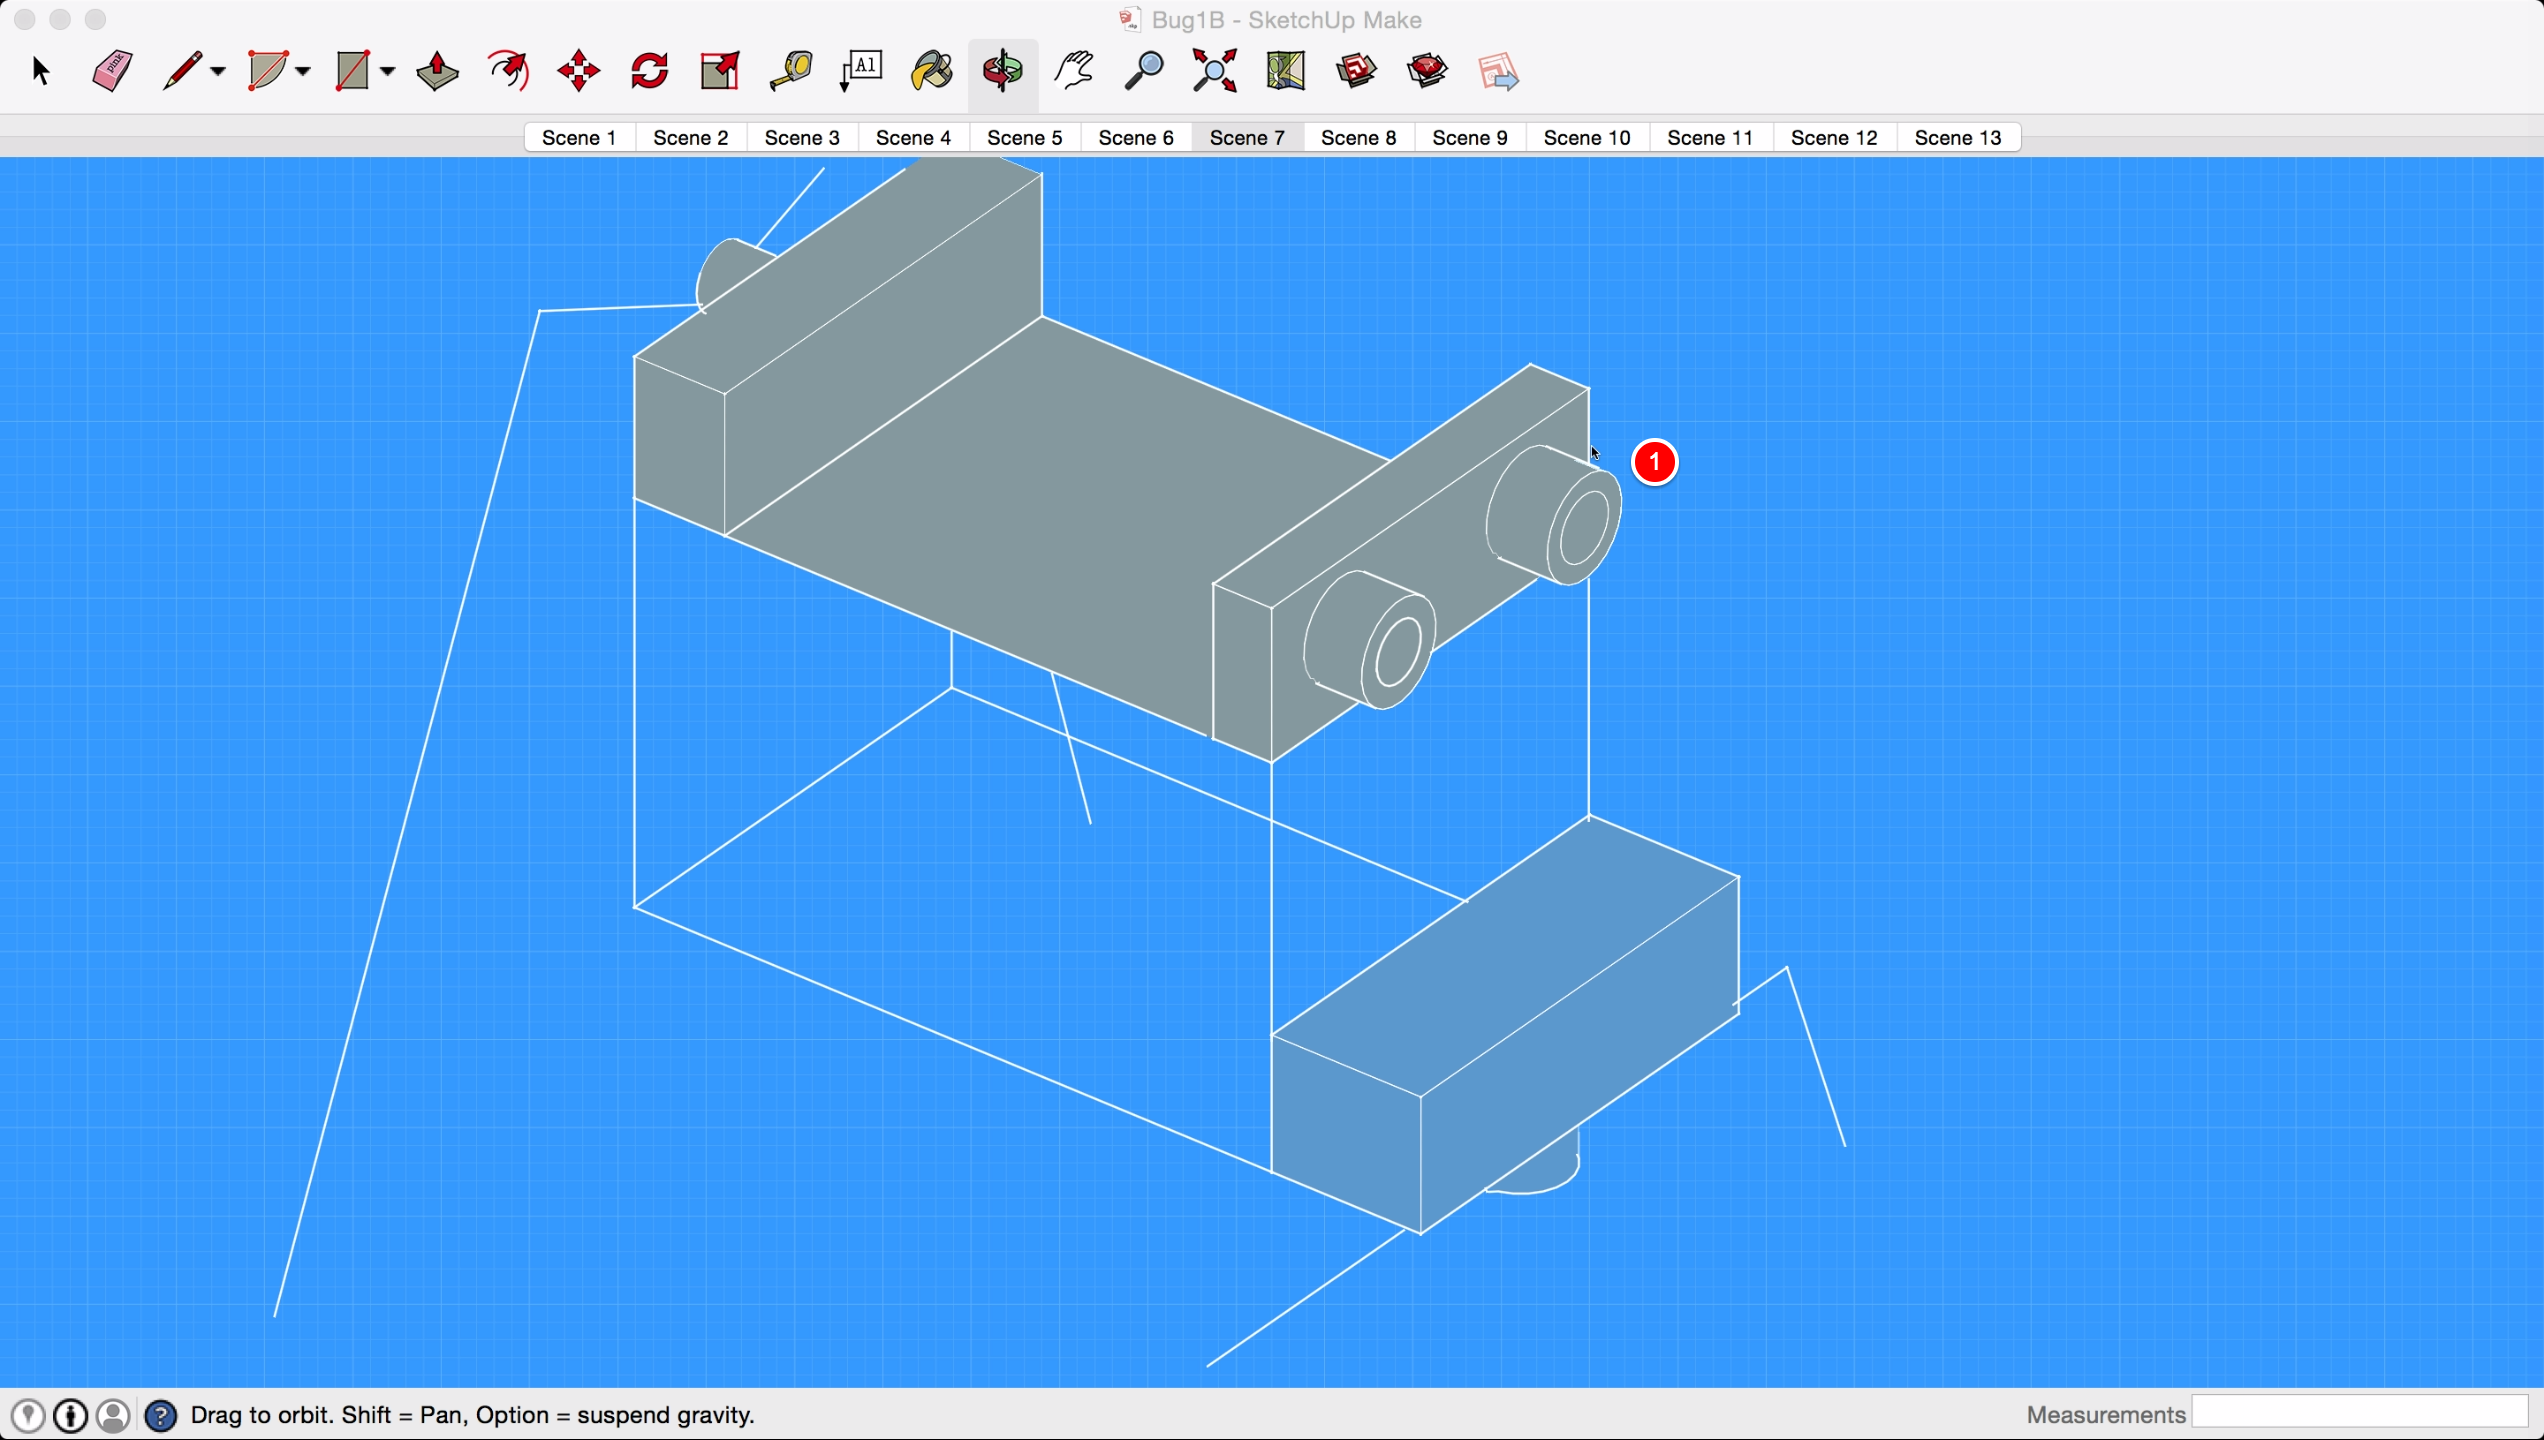 Bug1B - SketchUp Make
pink
A1
Scene 1 Scene 2 Scene 3 Scene 4 Scene 5 Scene 6 Scene 7 Scene 8 Scene 9 Scene 10 Scene 11 Scene 12 Scene 13
1
? Drag to orbit. Shift = Pan, Option = suspend gravity.
Measurements